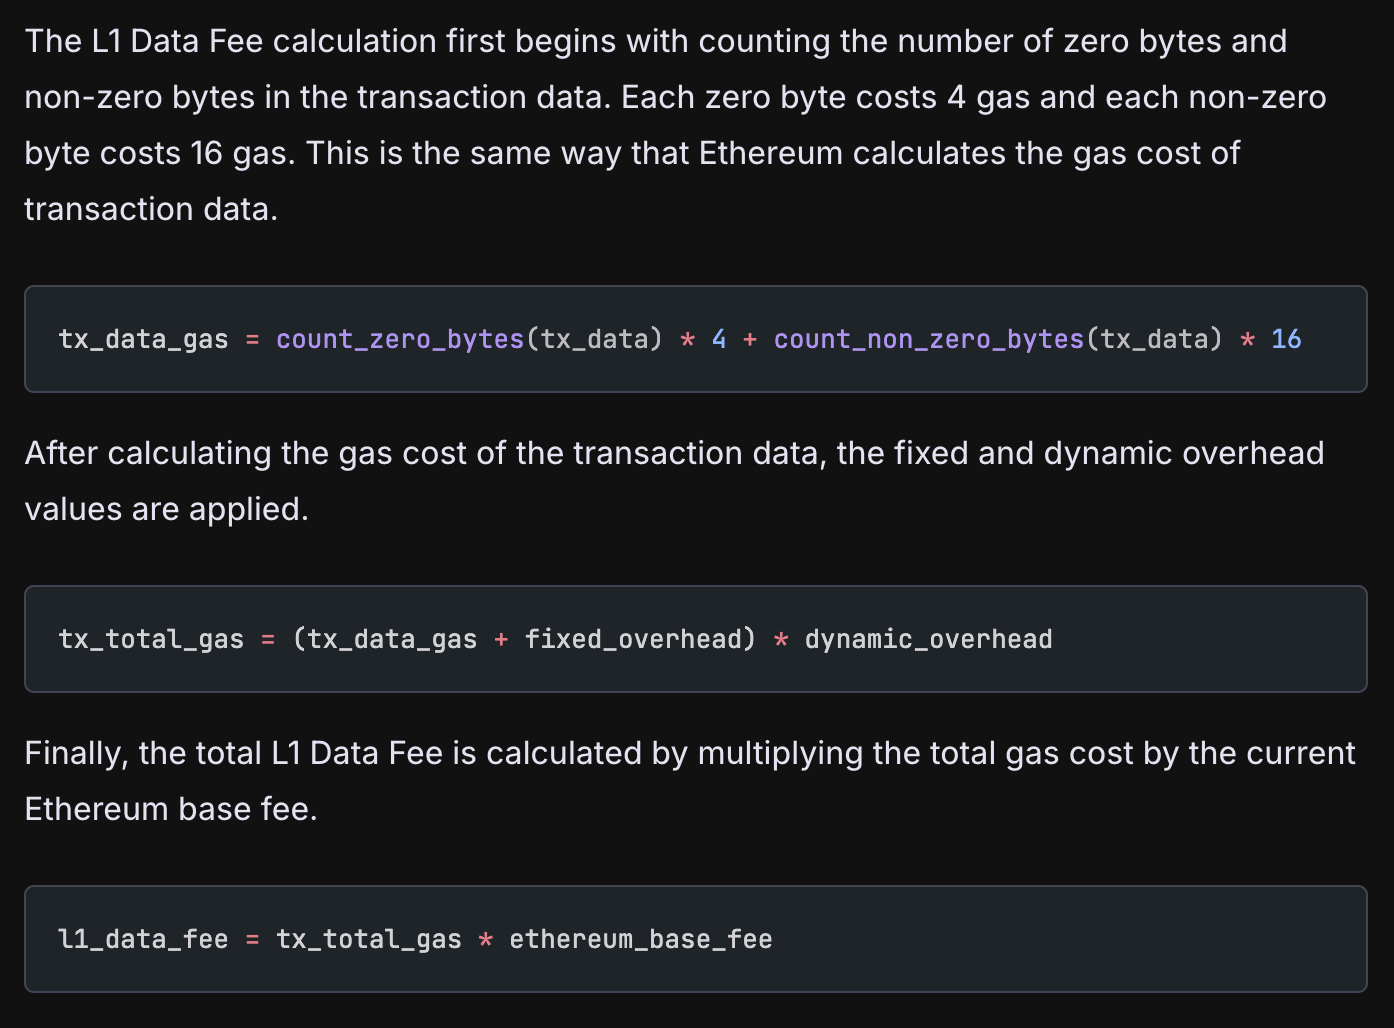 The L1 Data Fee calculation first begins with counting the number of zero bytes and
non-zero bytes in the transaction data. Each zero byte costs 4 gas and each non-zero
byte costs 16 gas. This is the same way that Ethereum calculates the gas cost of
transaction data.
tx_data_gas = count_zero_bytes(tx_data) * 4 + count_non_zero_bytes(tx_data) * 16
After calculating the gas cost of the transaction data, the fixed and dynamic overhead
values are applied.
tx_total_gas = (tx_data_gas + fixed_overhead) * dynamic_overhead
Finally, the total L1 Data Fee is calculated by multiplying the total gas cost by the current
Ethereum base fee.
l1_data_fee = tx_total_gas * ethereum_base_fee